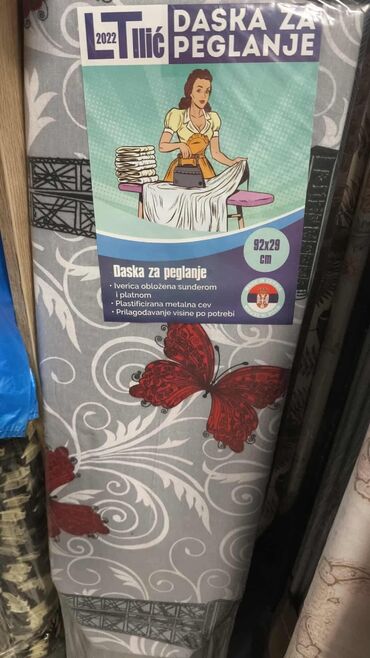 LT Ilić
2022
DASKA ZA
PEGLANJE
92x29
cm
Daska za peglanje
• Iverica obložena sunđerom
i platnom
• Plastificirana metalna cev
• Prilagođavanje visine po potrebi